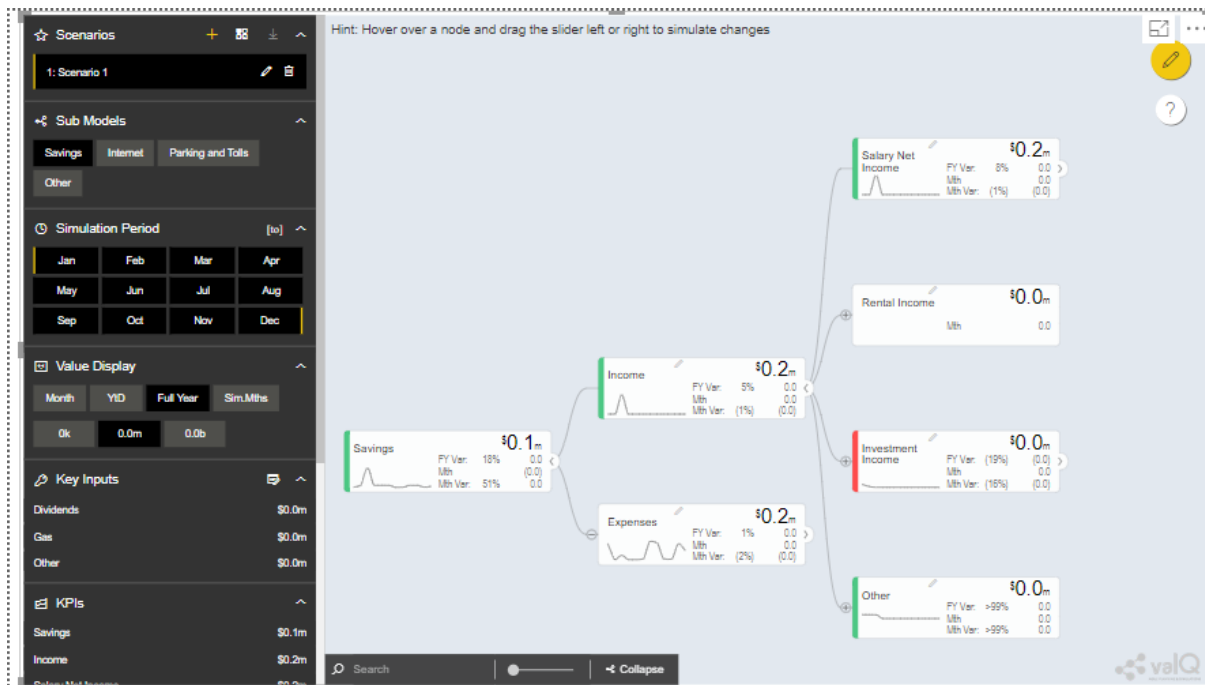 Scenarios
1: Scenario 1
Sub Models
Savings Internet Parking and Tolls
Other
Simulation Period [to]
Jan Feb Mar Apr
May Jun Jul Aug
Sep Oct Nov Dec
Value Display
Month YTD Full Year Sim.Mths
0k 0.0m 0.0b
Key Inputs
Dividends $0.0m
Gas $0.0m
Other $0.0m
KPIs
Savings $0.1m
Income $0.2m
Salary Net Income $0.2m
Hint: Hover over a node and drag the slider left or right to simulate changes
?
Savings $0.1m
FY Var: 18% 0.0
Mth (0.0)
Mth Var: 51% 0.0
Income $0.2m
FY Var: 5% 0.0
Mth 0.0
Mth Var: (1%) (0.0)
Expenses $0.2m
FY Var: 1% 0.0
Mth 0.0
Mth Var: (2%) (0.0)
Salary Net
Income
$0.2m
FY Var: 8% 0.0
Mth 0.0
Mth Var: (1%) (0.0)
Rental Income $0.0m
Mth 0.0
Investment
Income
$0.0m
FY Var: (19%) (0.0)
Mth 0.0
Mth Var: (16%) (0.0)
Other $0.0m
FY Var: >99% 0.0
Mth 0.0
Mth Var: >99% 0.0
Search
Collapse
valQ